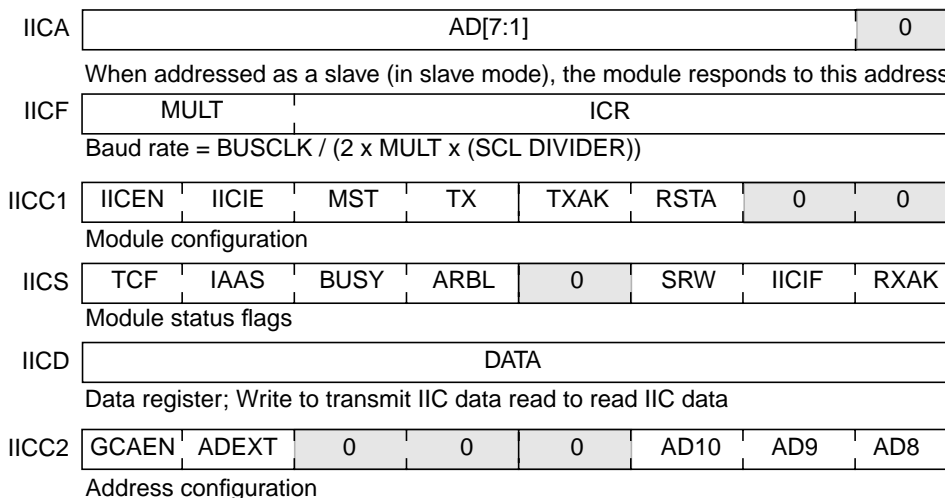 IICA AD[7:1] 0
When addressed as a slave (in slave mode), the module responds to this address
IICF MULT ICR
Baud rate = BUSCLK / (2 x MULT x (SCL DIVIDER))
IICC1 IICEN IICIE MST TX TXAK RSTA 0 0
Module configuration
IICS TCF IAAS BUSY ARBL 0 SRW IICIF RXAK
Module status flags
IICD DATA
Data register; Write to transmit IIC data read to read IIC data
IICC2 GCAEN ADEXT 0 0 0 AD10 AD9 AD8
Address configuration